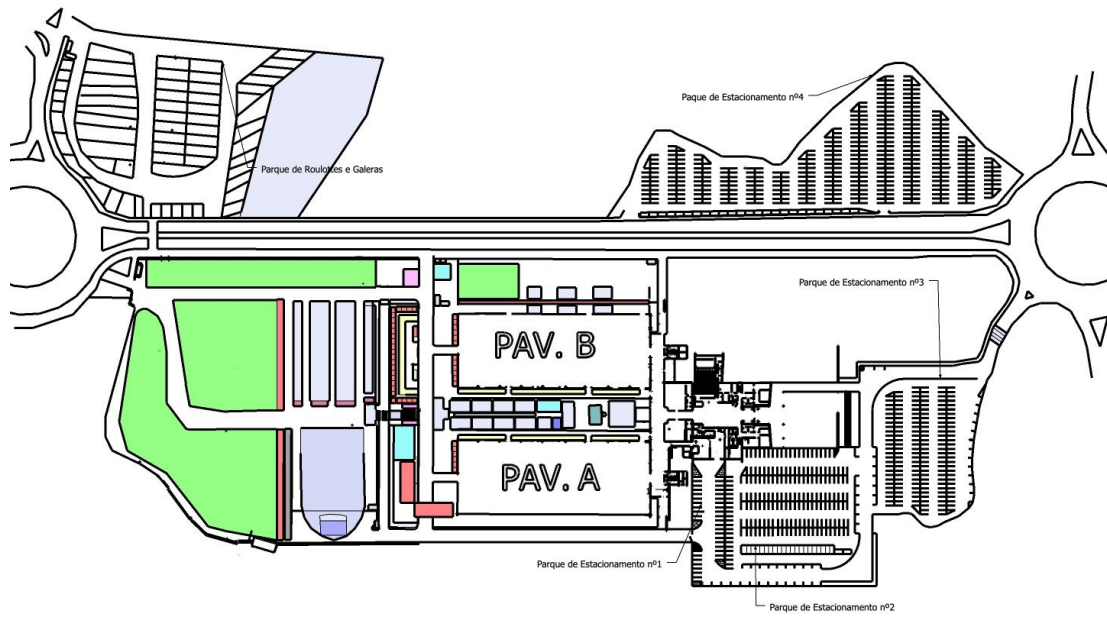 Paque de Estacionamento nº4
Parque de Roulottes e Galeras
Parque de Estacionamento nº3
PAV. B
PAV. A
Parque de Estacionamento nº1
Parque de Estacionamento nº2